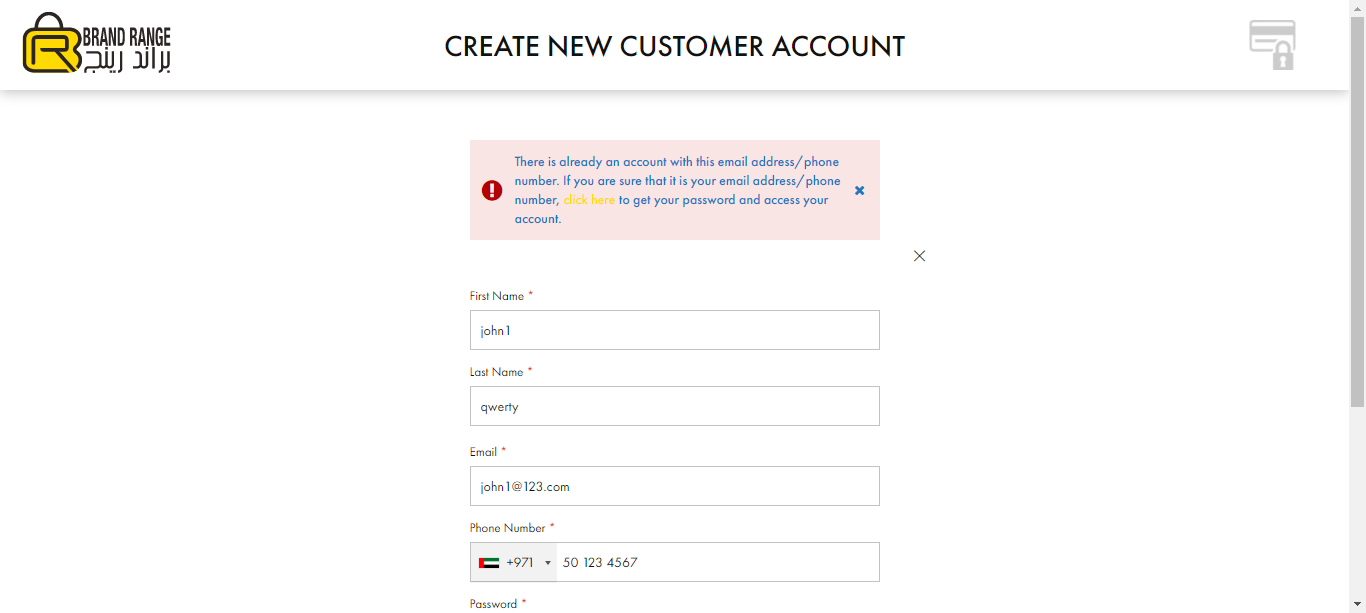 BRAND RANGE
براند رينج
CREATE NEW CUSTOMER ACCOUNT
There is already an account with this email address/phone
number. If you are sure that it is your email address/phone
number, click here to get your password and access your
account.
First Name *
john1
Last Name *
qwerty
Email *
john1@123.com
Phone Number *
+971 50 123 4567
Password *